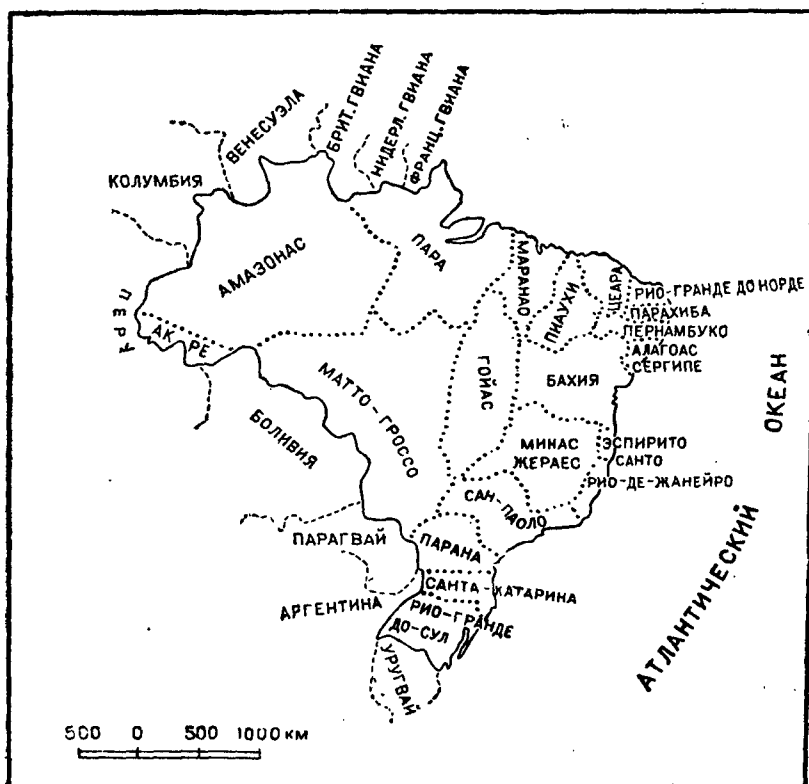 БРИТ. ГВИАНА
НИДЕРЛ. ГВИАНА
ФРАНЦ. ГВИАНА
ВЕНЕСУЭЛА
КОЛУМБИЯ
АМАЗОНАС
ПАРА
МАРАНАО
ПИАУХИ
ЦЕАРА
РИО-ГРАНДЕ ДО НОРДЕ
ПАРАХИБА
ПЕРНАМБУКО
АЛАГОАС
СЕРГИПЕ
ПЕРУ
АКРЕ
МАТТО-ГРОССО
ГОЙАС
БАХИЯ
ОКЕАН
БОЛИВИЯ
МИНАС
ЖЕРАЕС
ЭСПИРИТО
САНТО
РИО-ДЕ-ЖАНЕЙРО
САН-ПАОЛО
ПАРАГВАЙ
ПАРАНА
АТЛАНТИЧЕСКИЙ
САНТА-КАТАРИНА
АРГЕНТИНА
РИО-ГРАНДЕ
ДО-СУЛ
УРУГВАЙ
500 0 500 1000 км